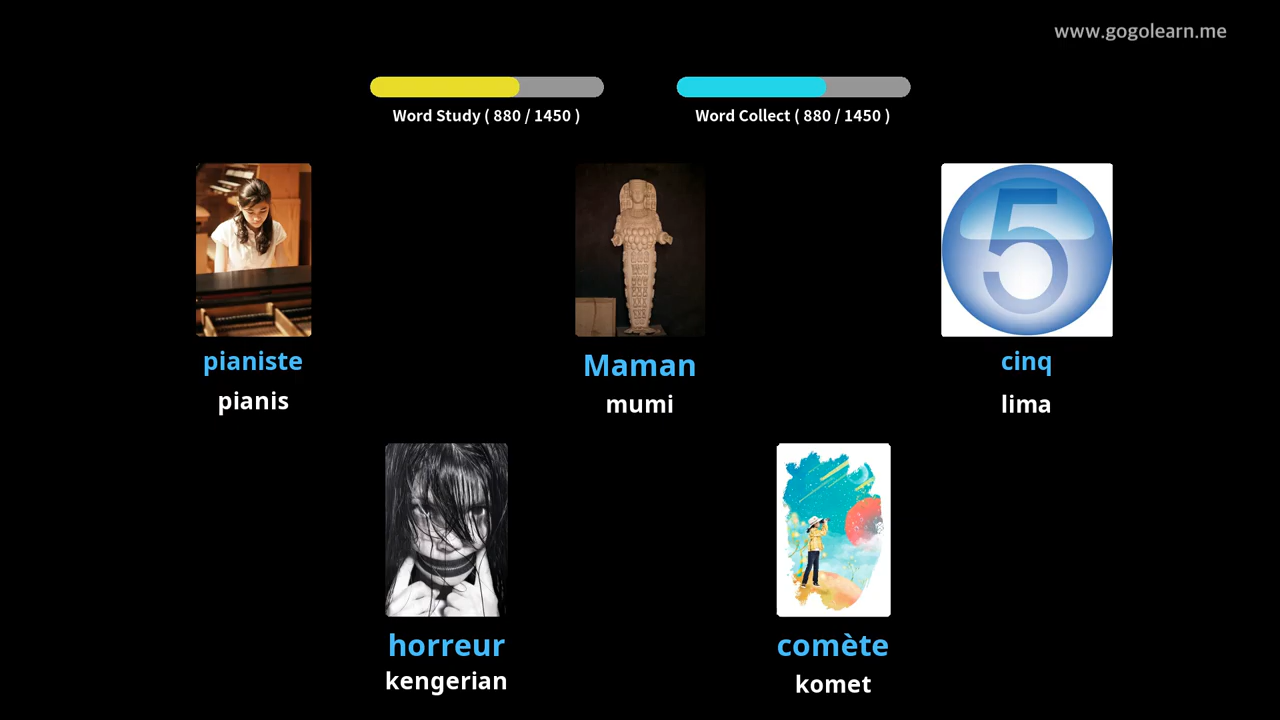 www.gogolearn.me
Word Study ( 880 / 1450 )
Word Collect ( 880 / 1450 )
5
pianiste
pianis
Maman
mumi
cinq
lima
horreur
kengerian
comète
komet